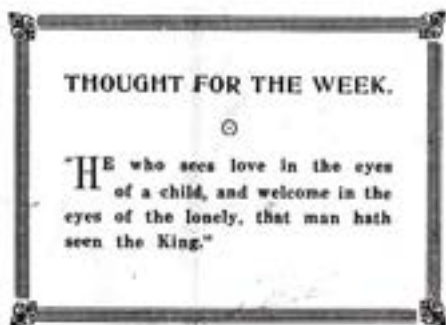 THOUGHT FOR THE WEEK.
"HE who sees love in the eyes
of a child, and welcome in the
eyes of the lonely, that man hath
seen the King."